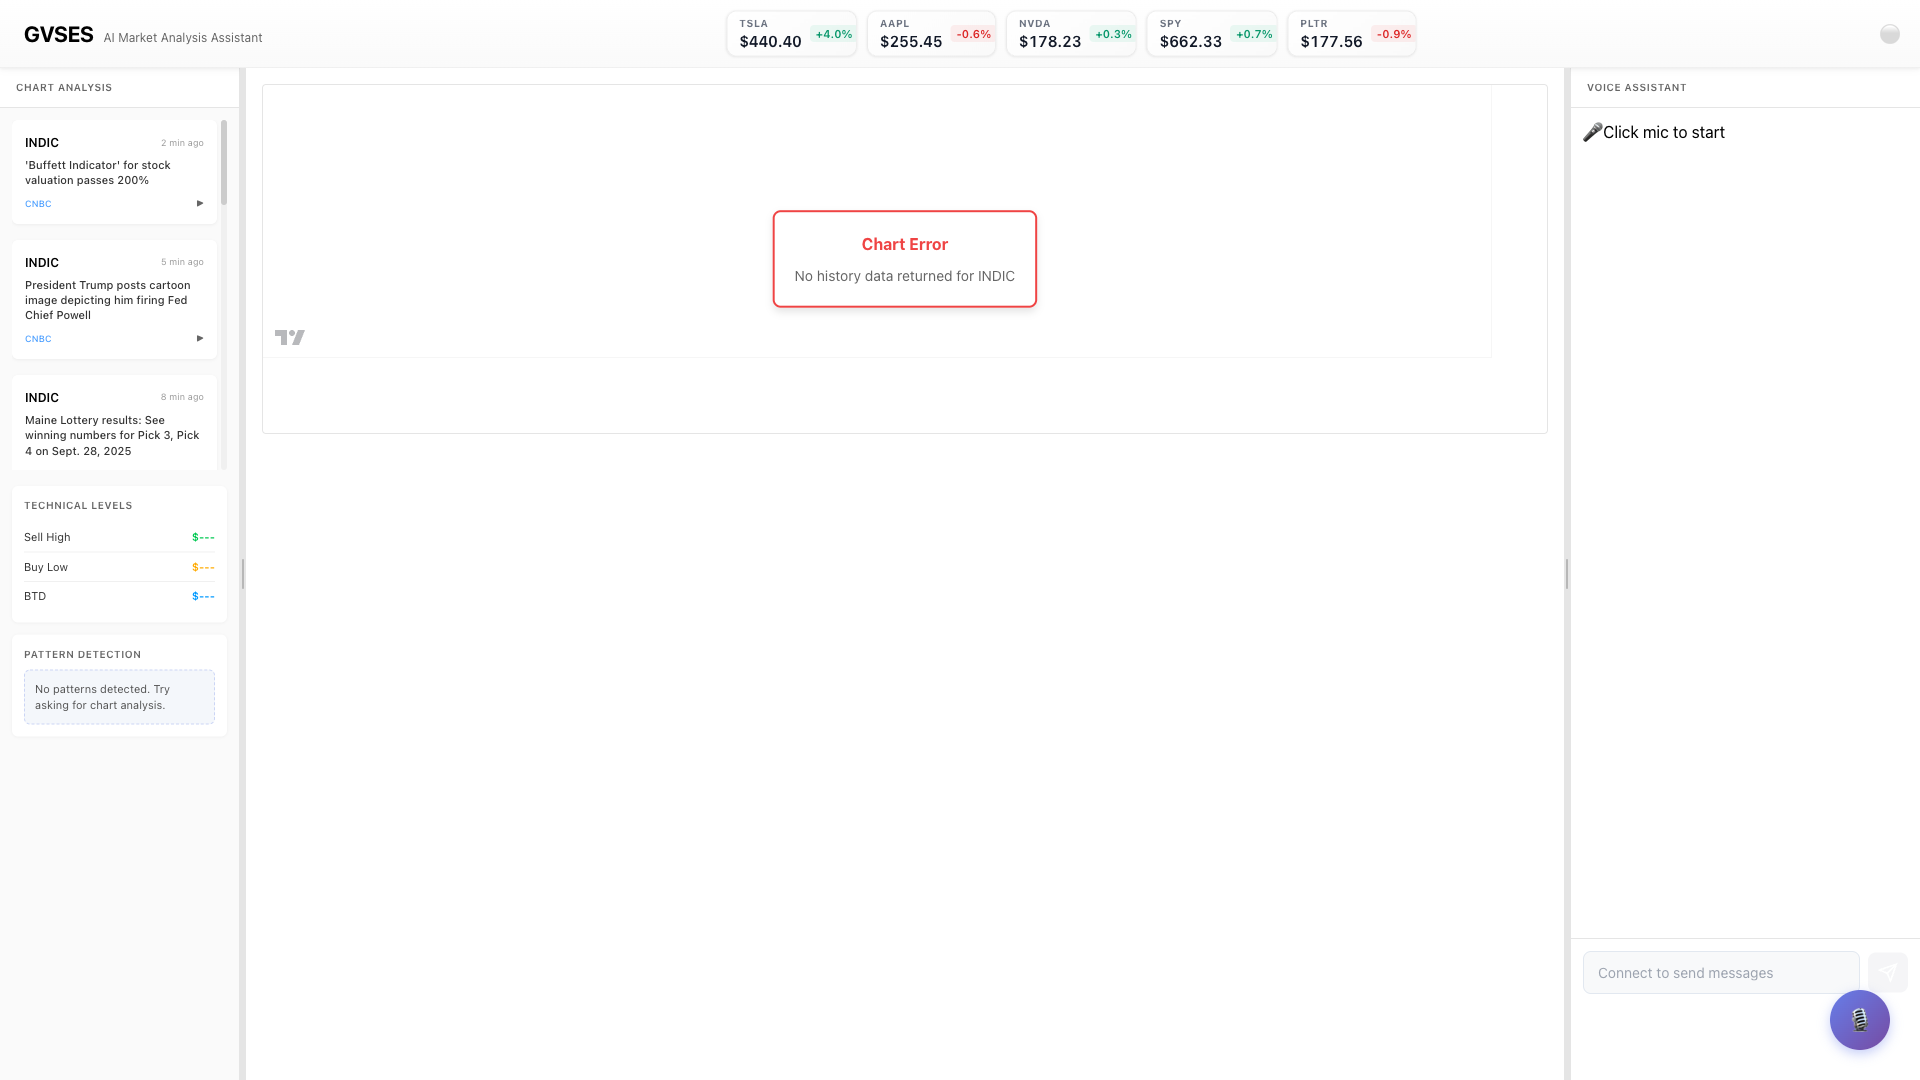 GVSES AI Market Analysis Assistant
TSLA
$440.40 +4.0%
AAPL
$255.45 -0.6%
NVDA
$178.23 +0.3%
SPY
$662.33 +0.7%
PLTR
$177.56 -0.9%
CHART ANALYSIS
INDIC 2 min ago
'Buffett Indicator' for stock
valuation passes 200%
CNBC ▶
INDIC 5 min ago
President Trump posts cartoon
image depicting him firing Fed
Chief Powell
CNBC ▶
INDIC 8 min ago
Maine Lottery results: See
winning numbers for Pick 3, Pick
4 on Sept. 28, 2025
TECHNICAL LEVELS
Sell High $---
Buy Low $---
BTD $---
PATTERN DETECTION
No patterns detected. Try
asking for chart analysis.
Chart Error
No history data returned for INDIC
VOICE ASSISTANT
🎤Click mic to start
Connect to send messages